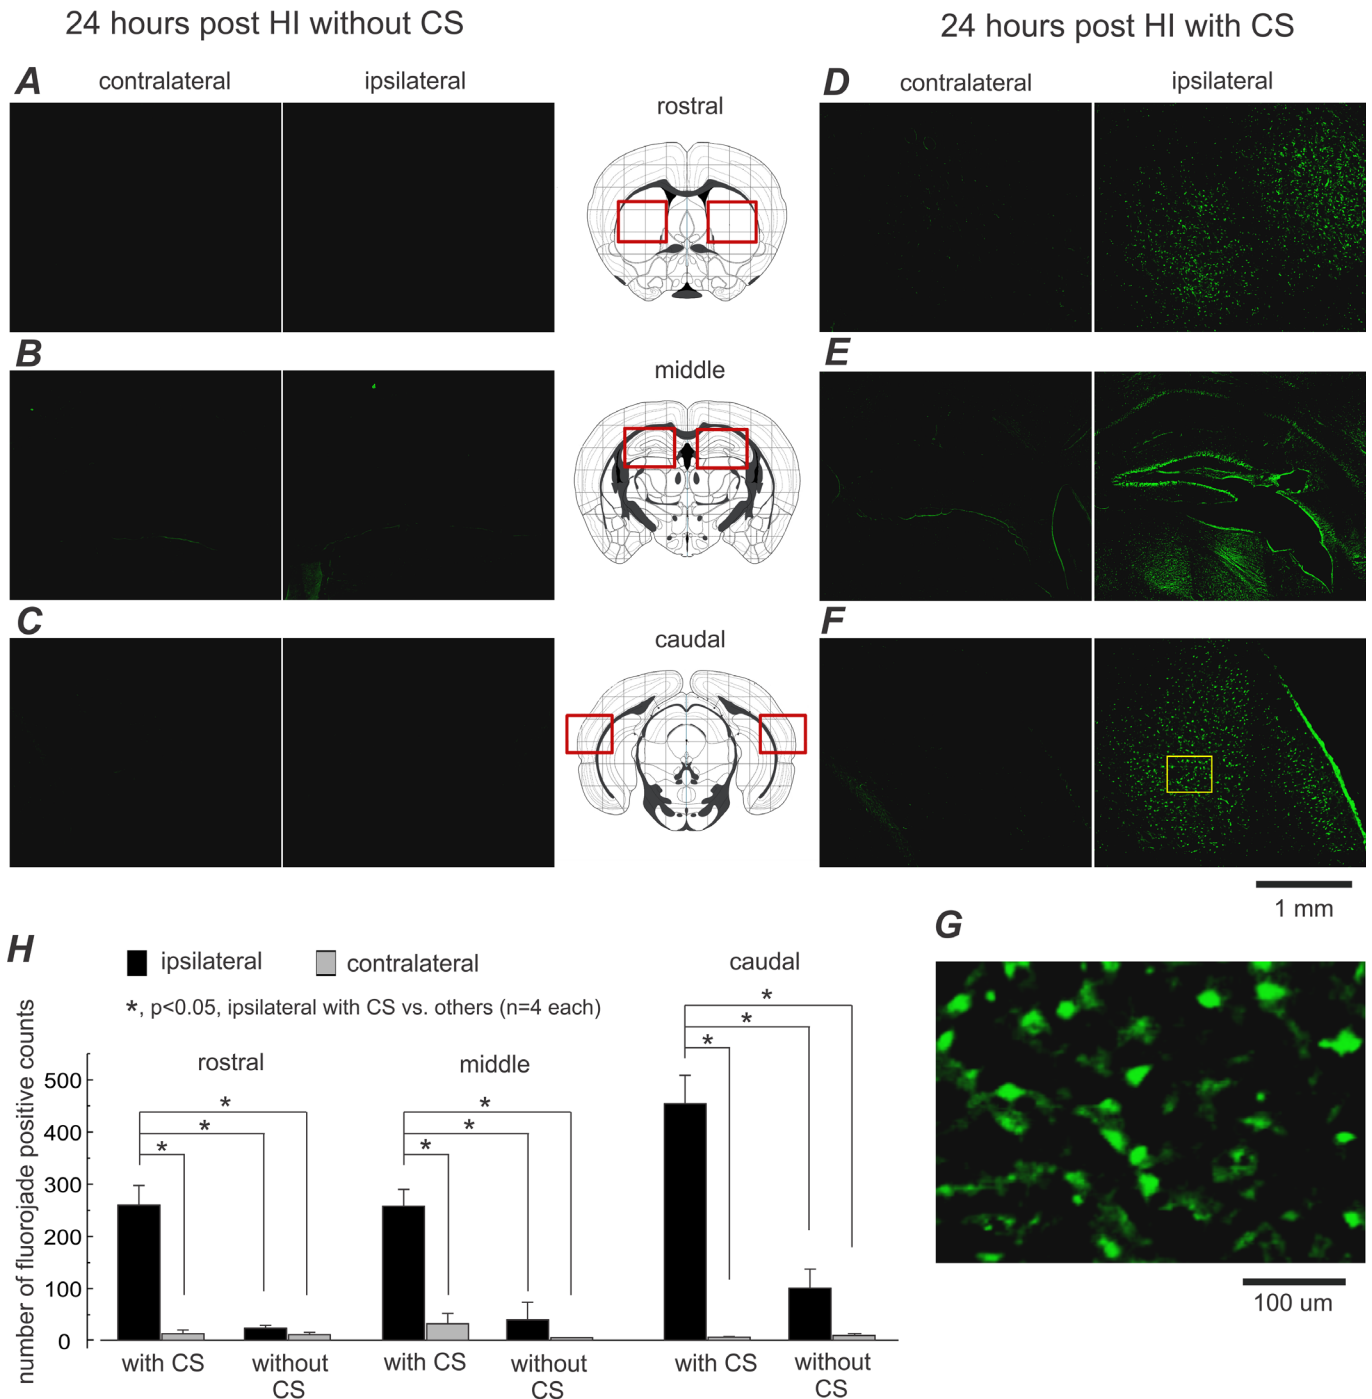 24 hours post HI without CS
24 hours post HI with CS
A
contralateral
ipsilateral
rostral
D
contralateral
ipsilateral
B
middle
E
C
caudal
F
1 mm
G
100 um
H
ipsilateral
contralateral
*, p<0.05, ipsilateral with CS vs. others (n=4 each)
number of fluorojade positive counts
500
400
300
200
100
0
rostral
*
*
*
middle
*
*
*
caudal
*
*
*
with CS
without
CS
with CS
without
CS
with CS
without
CS